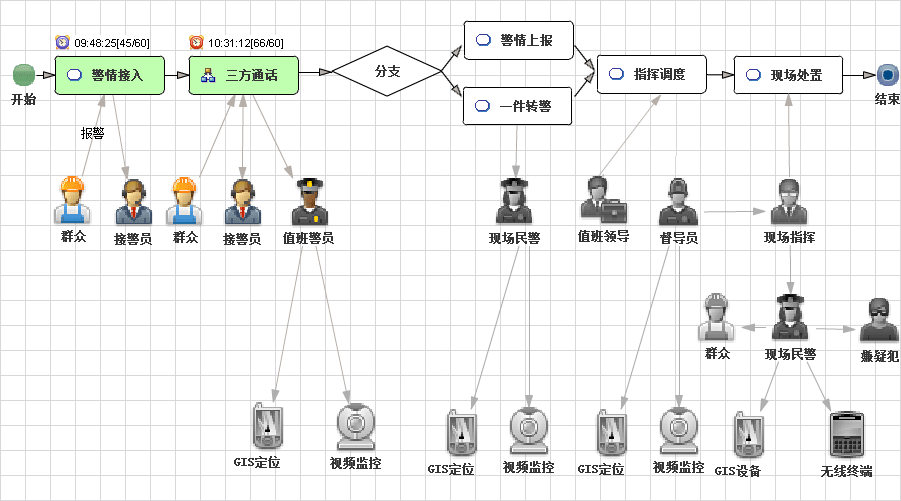 09:48:25[45/60]
10:31:12[66/60]
警情上报
警情接入
三方通话
分支
指挥调度
现场处置
开始
一件转警
结束
报警
群众
接警员
群众
接警员
值班警员
现场民警
值班领导
督导员
现场指挥
群众
现场民警
嫌疑犯
GIS定位
视频监控
GIS定位
视频监控
GIS定位
视频监控
GIS设备
无线终端